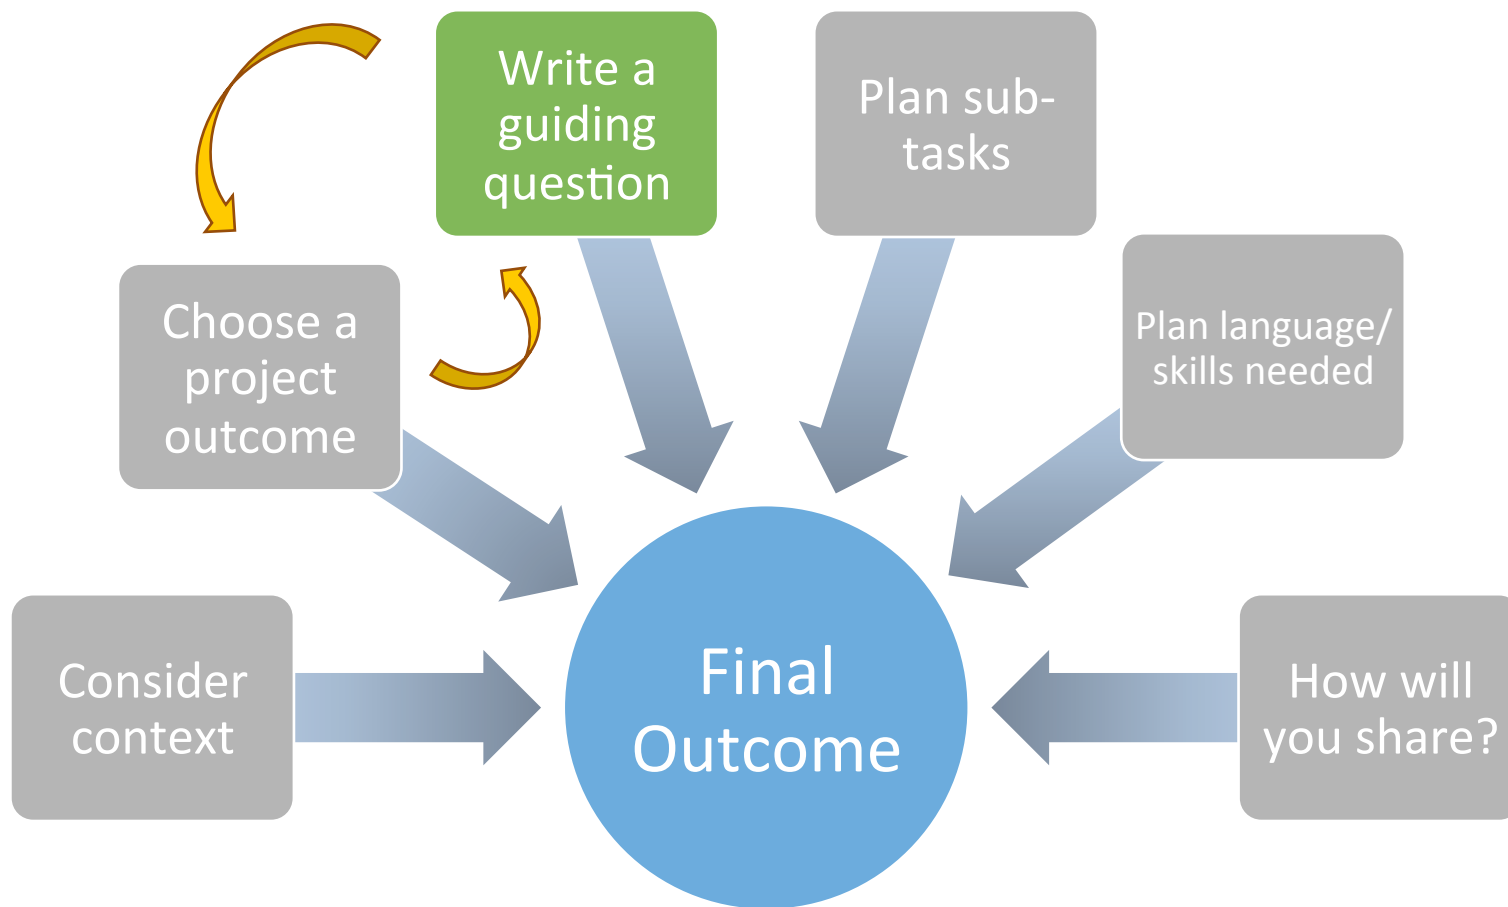 Write a
guiding
question
Plan sub-
tasks
Choose a
project
outcome
Plan language/
skills needed
Consider
context
Final
Outcome
How will
you share?